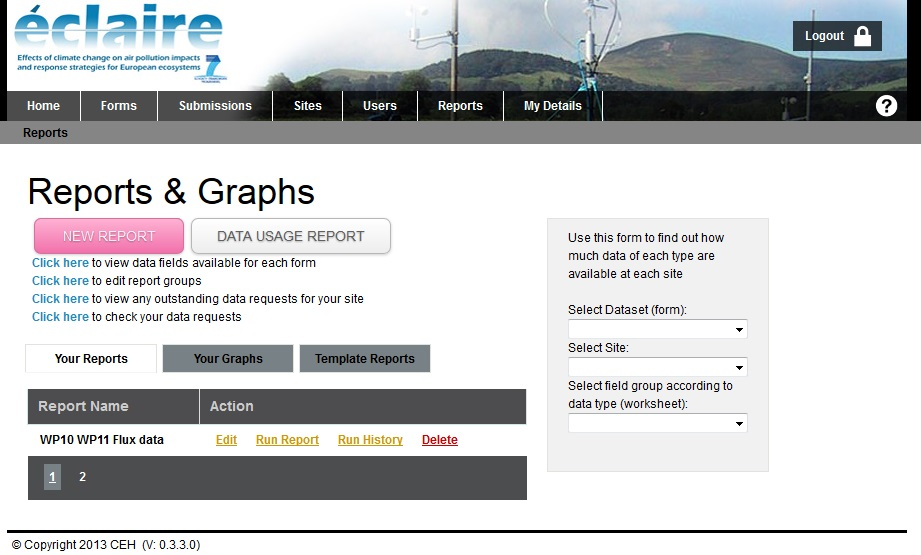 éclaire
Effects of climate change on air pollution impacts
and response strategies for European ecosystems
7
Logout
Home Forms Submissions Sites Users Reports My Details ?
Reports
Reports & Graphs
NEW REPORT DATA USAGE REPORT
Click here to view data fields available for each form
Click here to edit report groups
Click here to view any outstanding data requests for your site
Click here to check your data requests
Your Reports Your Graphs Template Reports
Report Name Action
WP10 WP11 Flux data Edit Run Report Run History Delete
1 2
Use this form to find out how
much data of each type are
available at each site
Select Dataset (form):
Select Site:
Select field group according to
data type (worksheet):
© Copyright 2013 CEH (V: 0.3.3.0)